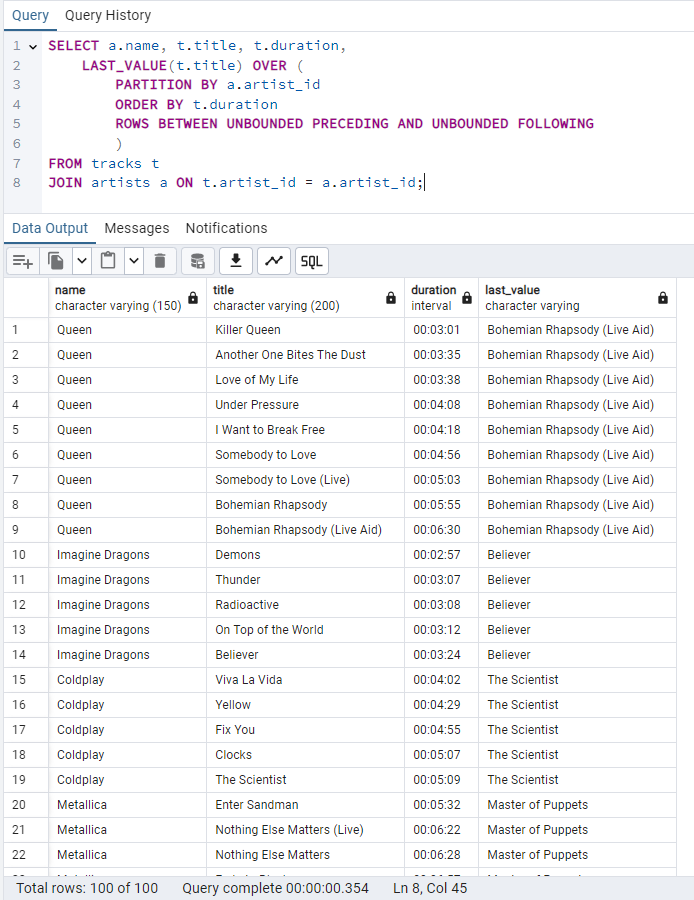 Query Query History
1 SELECT a.name, t.title, t.duration,
2 LAST_VALUE(t.title) OVER (
3 PARTITION BY a.artist_id
4 ORDER BY t.duration
5 ROWS BETWEEN UNBOUNDED PRECEDING AND UNBOUNDED FOLLOWING
6 )
7 FROM tracks t
8 JOIN artists a ON t.artist_id = a.artist_id;
Data Output Messages Notifications
SQL
name title duration last_value
character varying (150) character varying (200) interval character varying
1 Queen Killer Queen 00:03:01 Bohemian Rhapsody (Live Aid)
2 Queen Another One Bites The Dust 00:03:35 Bohemian Rhapsody (Live Aid)
3 Queen Love of My Life 00:03:38 Bohemian Rhapsody (Live Aid)
4 Queen Under Pressure 00:04:08 Bohemian Rhapsody (Live Aid)
5 Queen I Want to Break Free 00:04:18 Bohemian Rhapsody (Live Aid)
6 Queen Somebody to Love 00:04:56 Bohemian Rhapsody (Live Aid)
7 Queen Somebody to Love (Live) 00:05:03 Bohemian Rhapsody (Live Aid)
8 Queen Bohemian Rhapsody 00:05:55 Bohemian Rhapsody (Live Aid)
9 Queen Bohemian Rhapsody (Live Aid) 00:06:30 Bohemian Rhapsody (Live Aid)
10 Imagine Dragons Demons 00:02:57 Believer
11 Imagine Dragons Thunder 00:03:07 Believer
12 Imagine Dragons Radioactive 00:03:08 Believer
13 Imagine Dragons On Top of the World 00:03:12 Believer
14 Imagine Dragons Believer 00:03:24 Believer
15 Coldplay Viva La Vida 00:04:02 The Scientist
16 Coldplay Yellow 00:04:29 The Scientist
17 Coldplay Fix You 00:04:55 The Scientist
18 Coldplay Clocks 00:05:07 The Scientist
19 Coldplay The Scientist 00:05:09 The Scientist
20 Metallica Enter Sandman 00:05:32 Master of Puppets
21 Metallica Nothing Else Matters (Live) 00:06:22 Master of Puppets
22 Metallica Nothing Else Matters 00:06:28 Master of Puppets
Total rows: 100 of 100 Query complete 00:00:00.354 Ln 8, Col 45